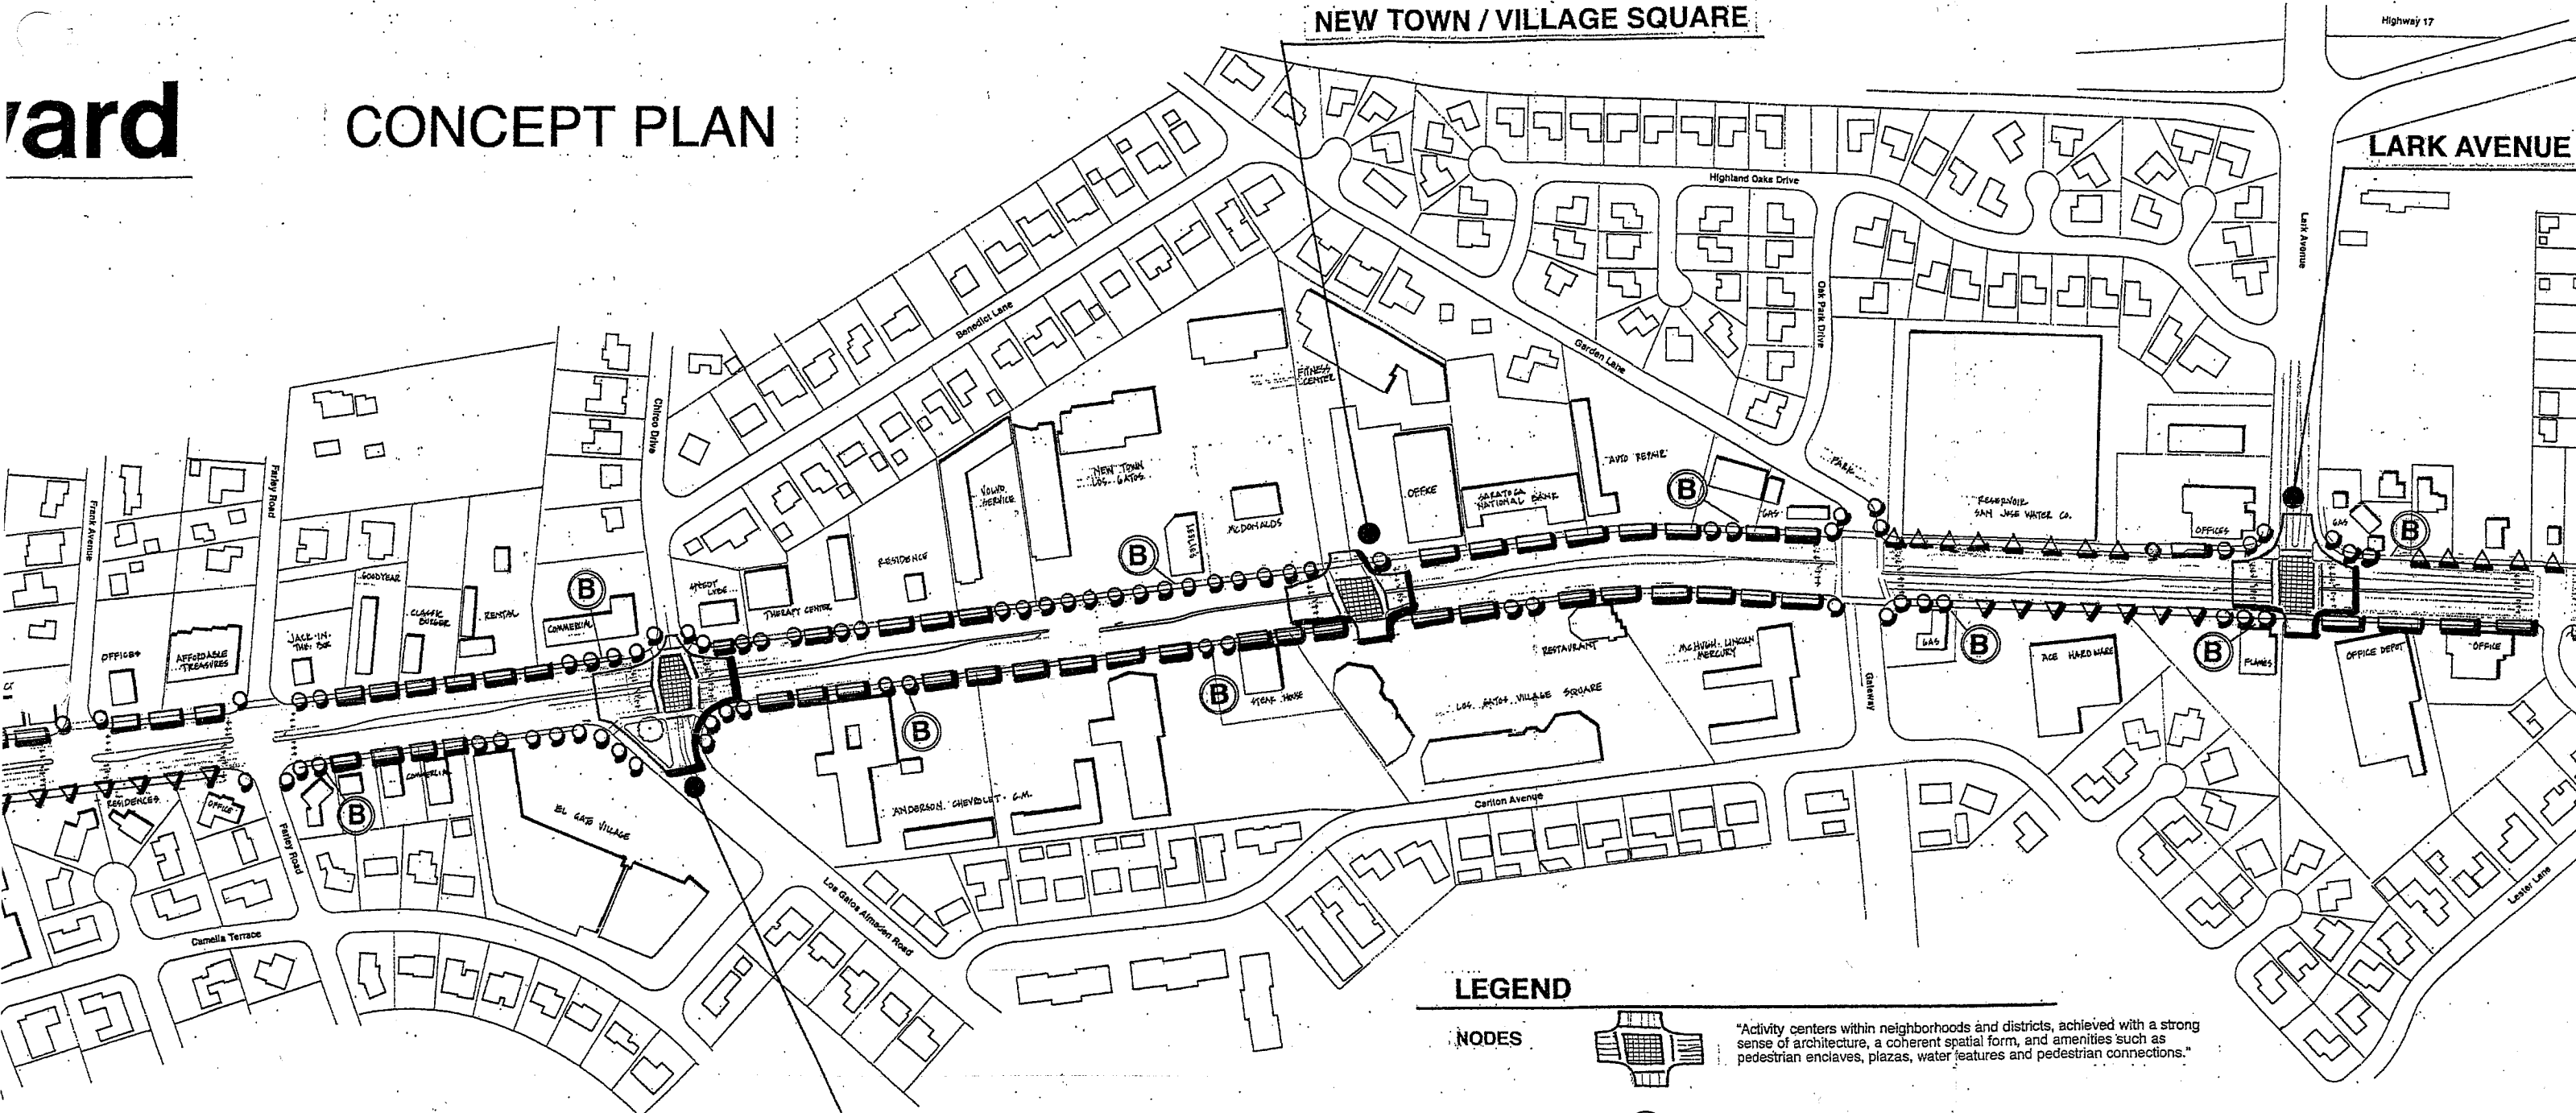 NEW TOWN / VILLAGE SQUARE
Highway 17
ard
CONCEPT PLAN
LARK AVENUE
Highland Oaks Drive
Lark Avenue
Benedict Lane
Oak Park Drive
Garden Lane
FITNESS
CENTER
Chirco Drive
Farley Road
Frank Avenue
NEW TOWN
LOS GATOS
VOLVO
SERVICE
AUTO REPAIR
PARK
OFFICE
SARATOGA
NATIONAL BANK
B
GAS
RESERVOIR
SAN JOSE WATER CO.
OFFICES
GAS
B
MCDONALDS
B
RESIDENCE
SPEEDY
LUBE
THERAPY CENTER
B
COMMERCIAL
GOODYEAR
CLASSIC
BURGER
RENTAL
JACK-IN-
THE-BOX
OFFICES
AFFORDABLE
TREASURES
RESTAURANT
MCHUGH LINCOLN
MERCURY
GAS
B
ACE HARDWARE
B
FLAMES
OFFICE DEPOT
OFFICE
B
STEAK HOUSE
LOS GATOS VILLAGE SQUARE
Gateway
B
COMMERCIAL
RESIDENCES
OFFICE
B
EL GATO VILLAGE
ANDERSON CHEVROLET G.M.
Carlton Avenue
Farley Road
Los Gatos Almaden Road
Camelia Terrace
Lester Lane
LEGEND
NODES
"Activity centers within neighborhoods and districts, achieved with a strong
sense of architecture, a coherent spatial form, and amenities such as
pedestrian enclaves, plazas, water features and pedestrian connections."